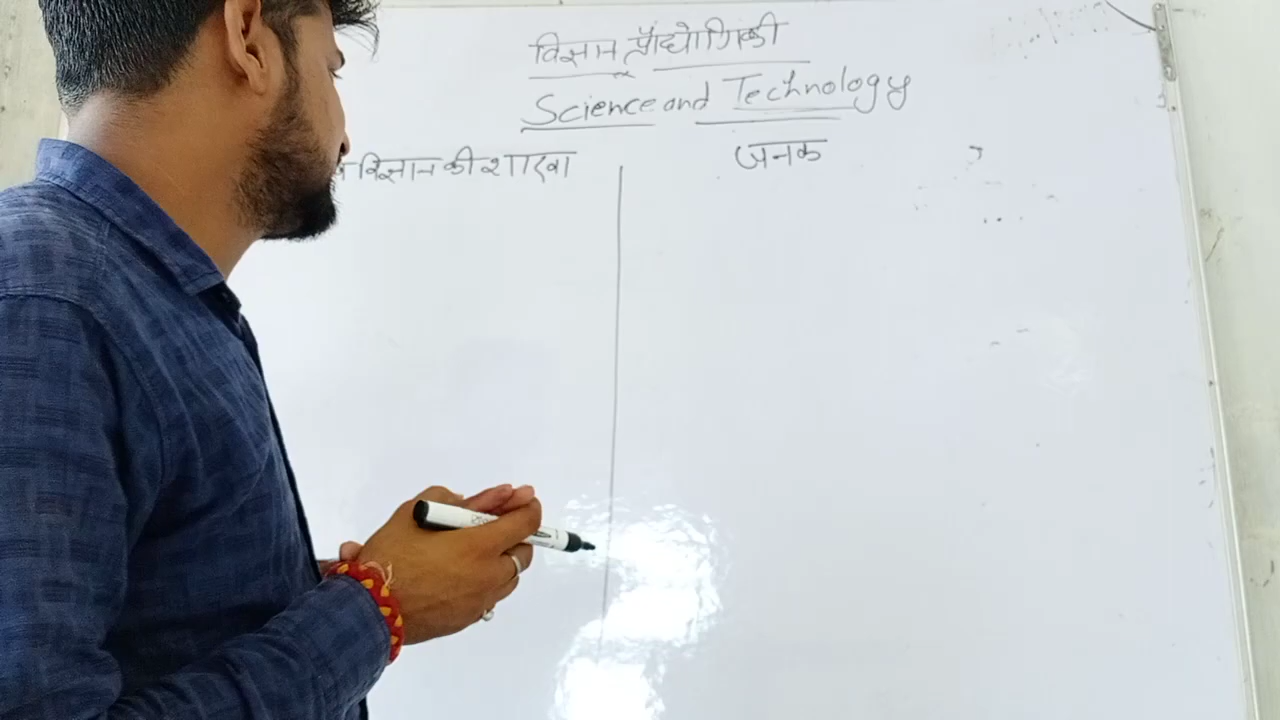 विज्ञान प्रौद्योगिकी
Science and Technology
विज्ञान की शाखा
जनक